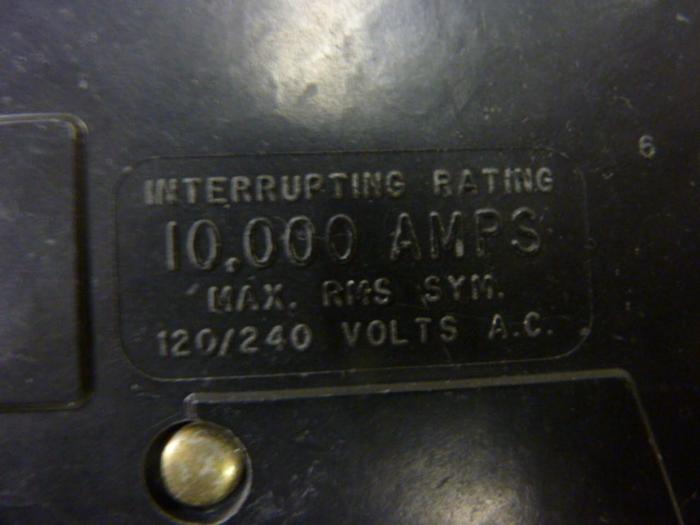 INTERRUPTING RATING
10,000 AMPS
MAX. RMS SYM.
120/240 VOLTS A.C.
6